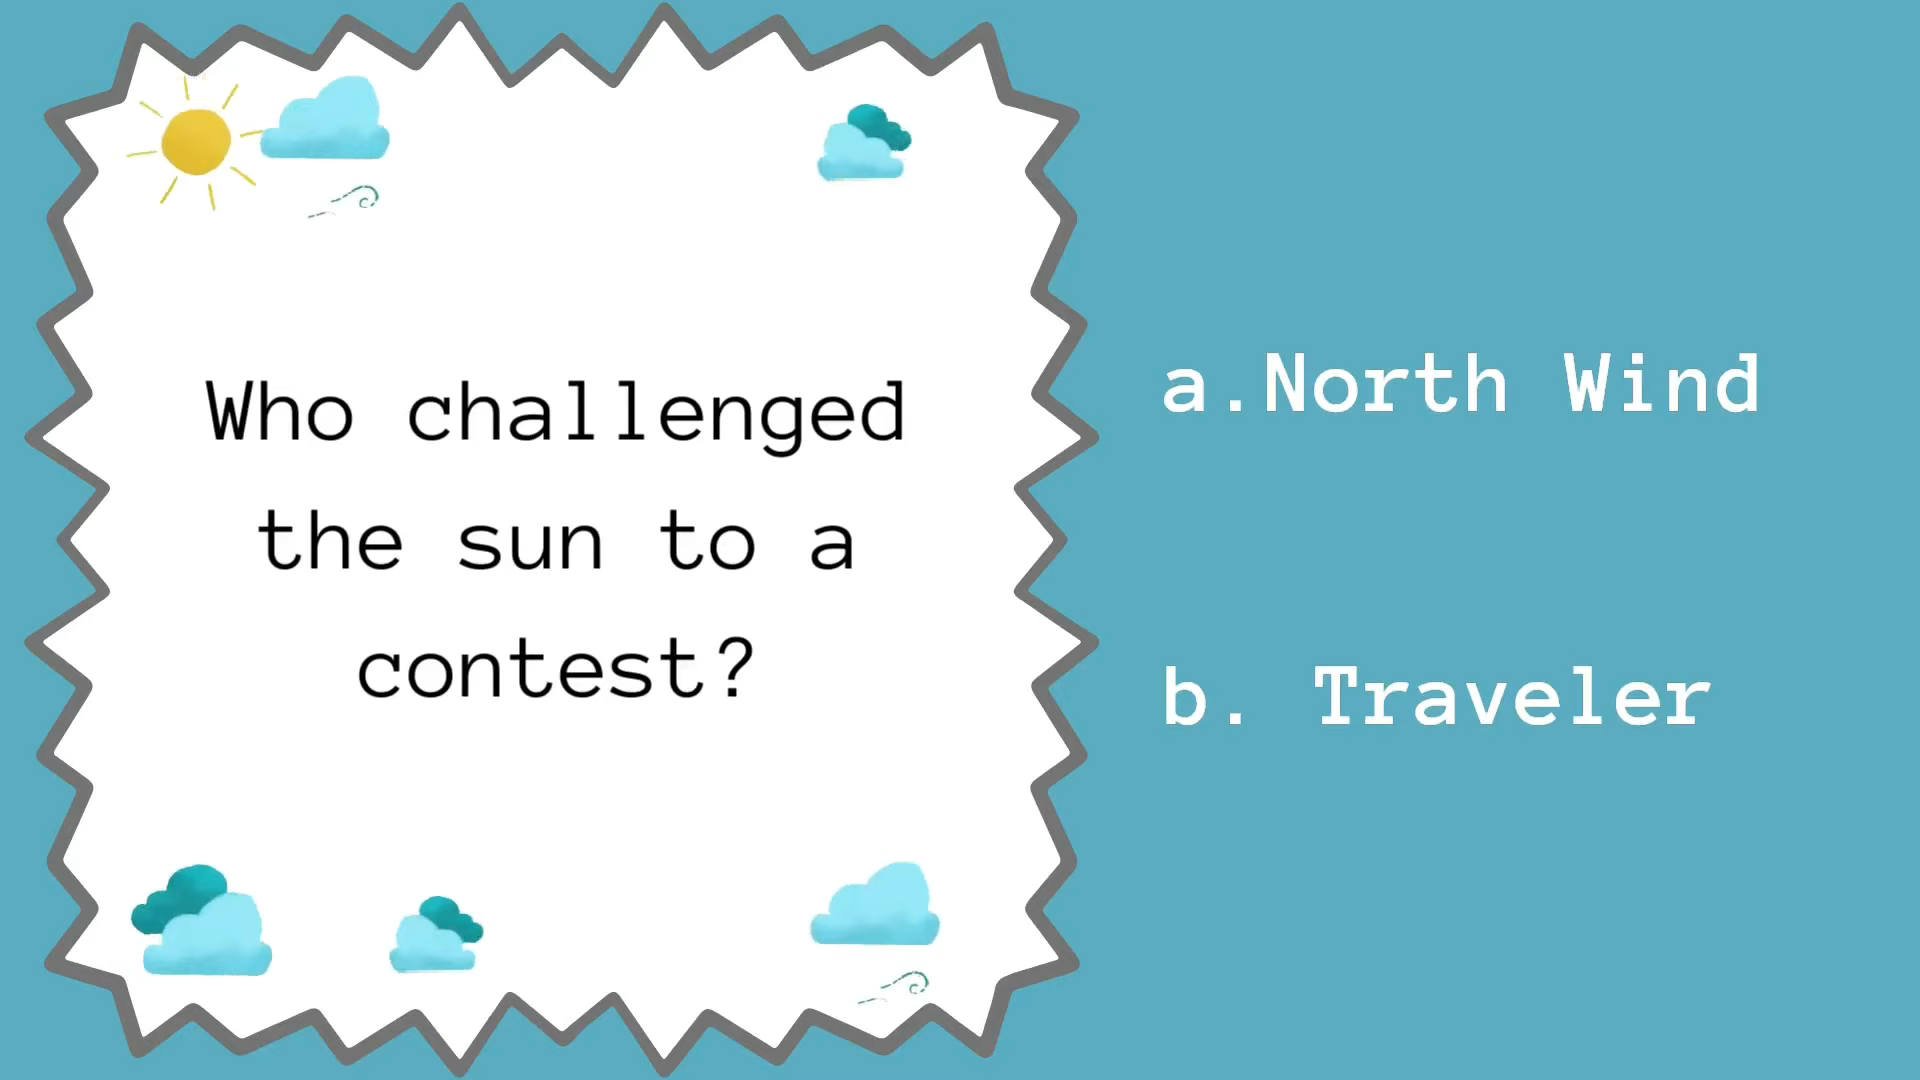 Who challenged
the sun to a
contest?
a.North Wind
b. Traveler